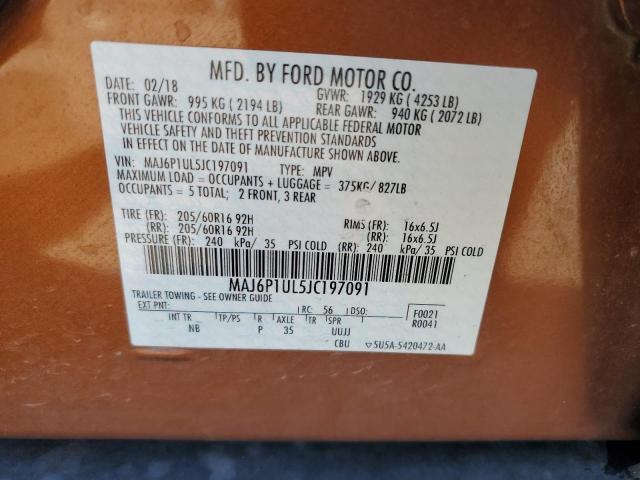 MFD. BY FORD MOTOR CO.
DATE: 02/18 GVWR: 1929 KG ( 4253 LB)
FRONT GAWR: 995 KG ( 2194 LB) REAR GAWR: 940 KG ( 2072 LB)
THIS VEHICLE CONFORMS TO ALL APPLICABLE FEDERAL MOTOR
VEHICLE SAFETY AND THEFT PREVENTION STANDARDS
IN EFFECT ON THE DATE OF MANUFACTURE SHOWN ABOVE.
VIN: MAJ6P1UL5JC197091 TYPE: MPV
MAXIMUM LOAD = OCCUPANTS + LUGGAGE = 375KG/ 827LB
OCCUPANTS = 5 TOTAL; 2 FRONT, 3 REAR
TIRE (FR): 205/60R16 92H RIMS (FR): 16x6.5J
(RR): 205/60R16 92H (RR): 16x6.5J
PRESSURE (FR): 240 kPa/ 35 PSI COLD (RR): 240 kPa/ 35 PSI COLD
MAJ6P1UL5JC197091
TRAILER TOWING - SEE OWNER GUIDE
EXT PNT: RC: 56 DSO: F0021
INT TR TP/PS R AXLE TR SPR R0041
NB P 35 UUJJ
CBU ▽5U5A-5420472-AA